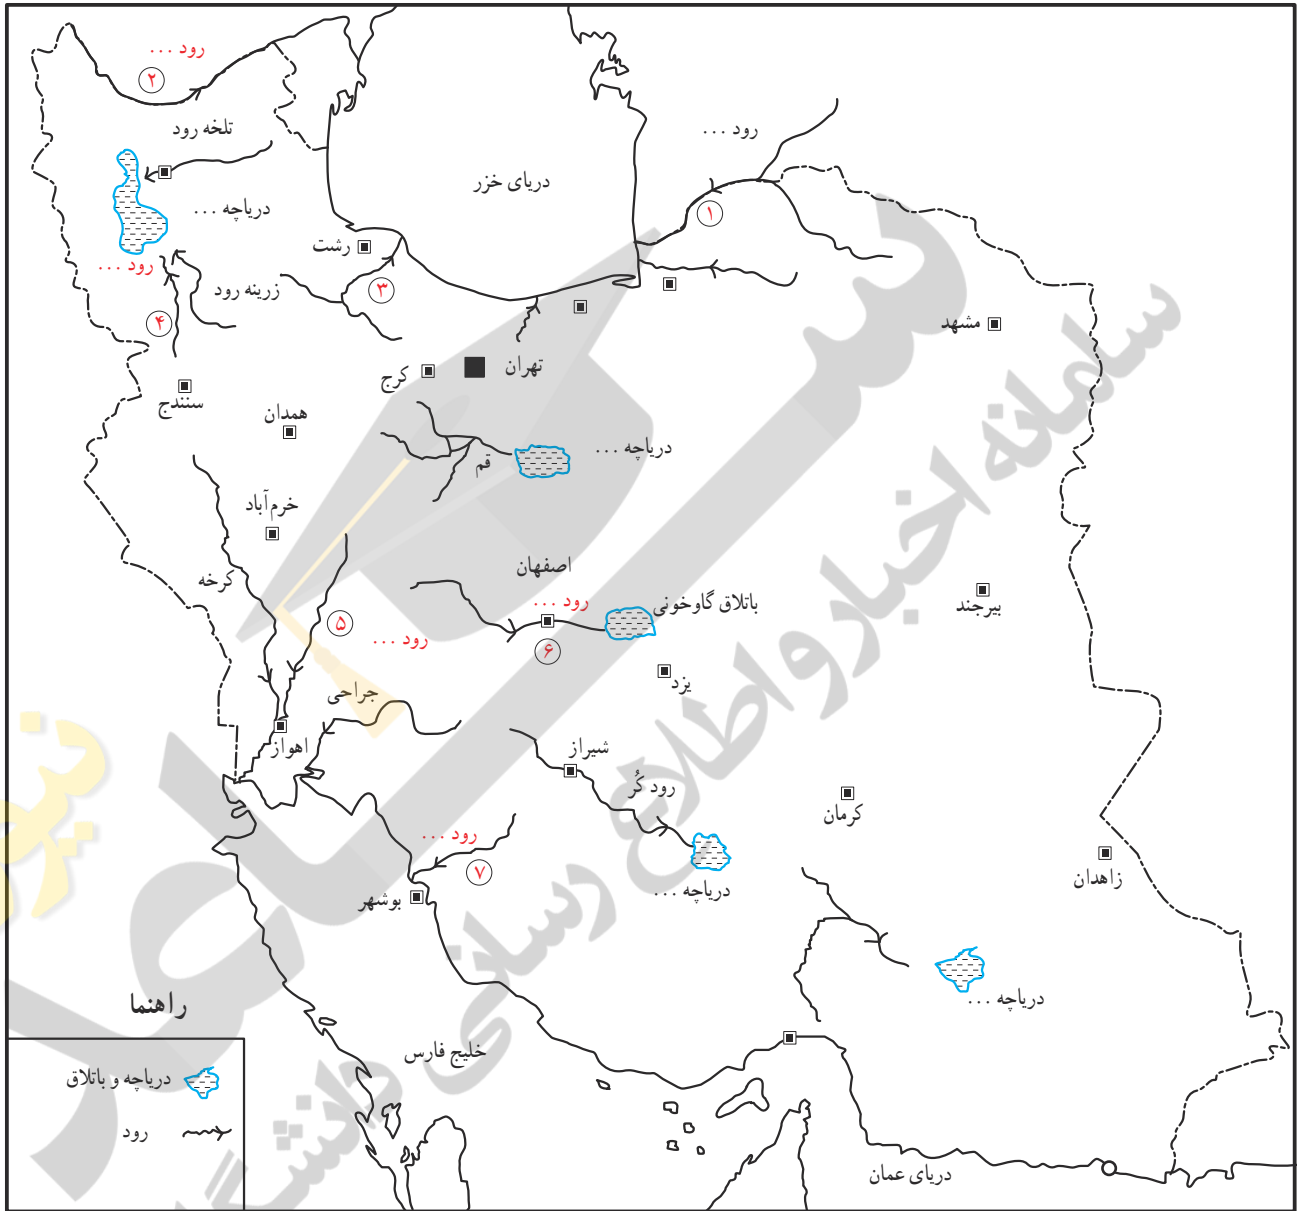 رود ...
۲
تلخه رود
دریای خزر
رود ...
۱
دریاچه ...
رشت
رود ...
زرینه رود
۳
۴
مشهد
تهران
کرج
سنندج
همدان
دریاچه ...
قم
خرم‌آباد
کرخه
اصفهان
رود ...
باتلاق گاوخونی
بیرجند
۵
رود ...
۶
یزد
جراحی
اهواز
شیراز
رود کُر
کرمان
رود ...
۷
زاهدان
بوشهر
دریاچه ...
دریاچه ...
راهنما
خلیج فارس
دریاچه و باتلاق
رود
دریای عمان
سامانه اخبار و اطلاع رسانی